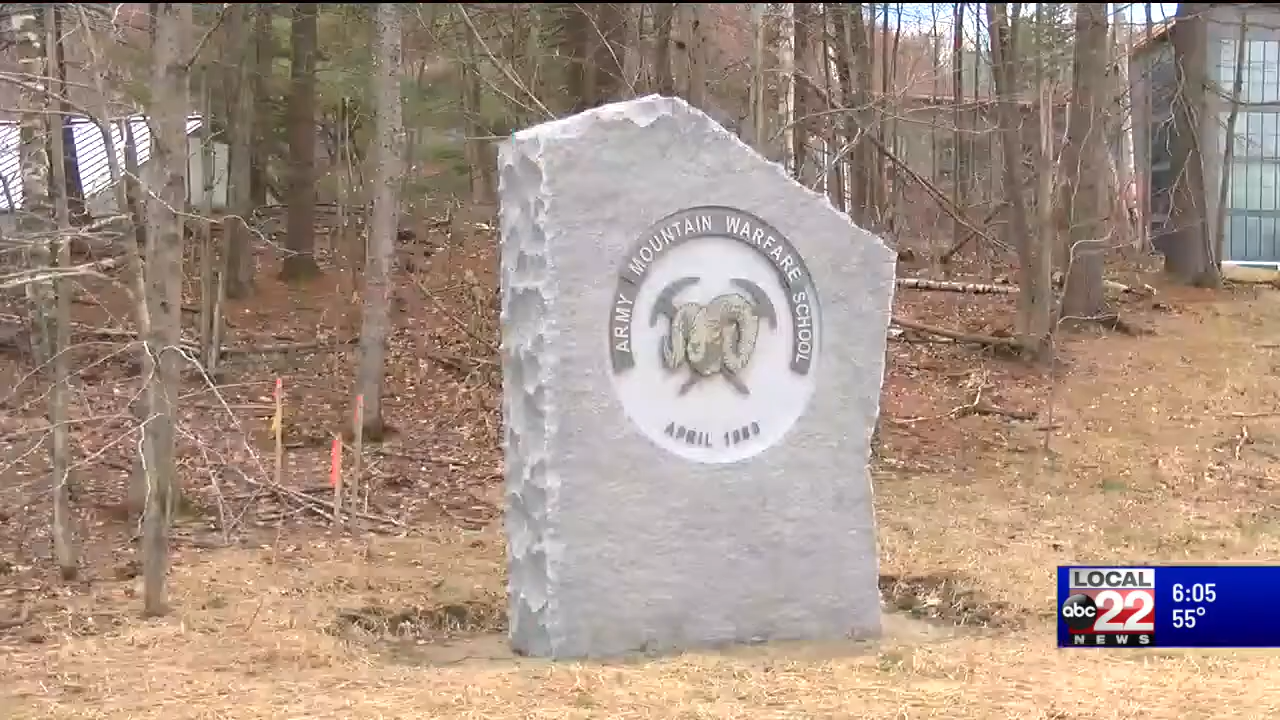 ARMY MOUNTAIN WARFARE SCHOOL
APRIL 1983
LOCAL
abc 22
NEWS
6:05
55°